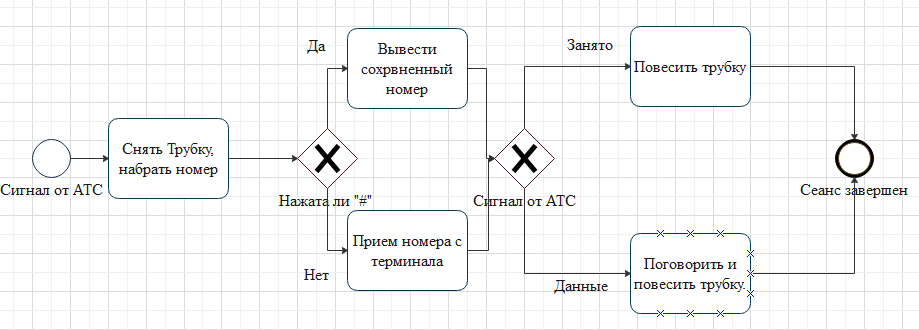 Сигнал от АТС
Снять Трубку,
набрать номер
Нажата ли "#"
Да
Вывести
сохрвненный
номер
Нет
Прием номера с
терминала
Сигнал от АТС
Занято
Повесить трубку
Данные
Поговорить и
повесить трубку.
Сеанс завершен